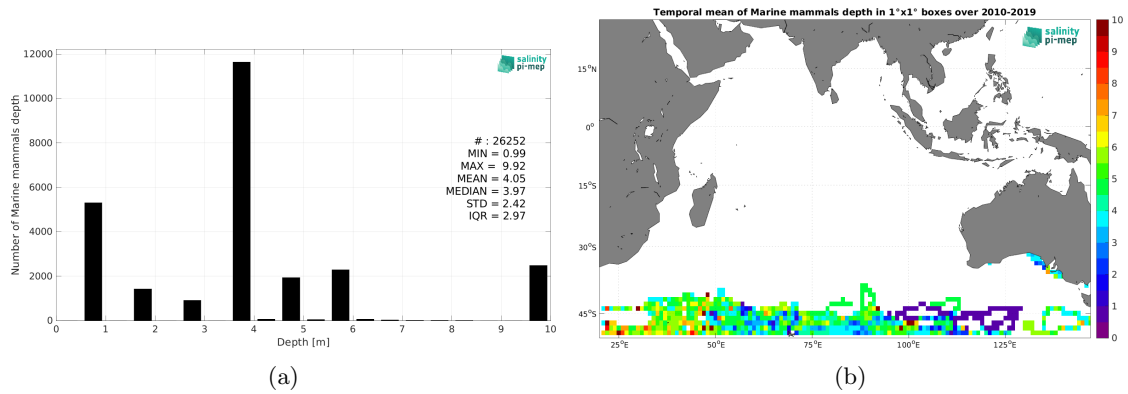 12000
10000
8000
6000
4000
2000
0
Number of Marine mammals depth
salinity
pi-mep
# : 26252
MIN = 0.99
MAX = 9.92
MEAN = 4.05
MEDIAN = 3.97
STD = 2.42
IQR = 2.97
0 1 2 3 4 5 6 7 8 9 10
Depth [m]
(a)
Temporal mean of Marine mammals depth in 1°x1° boxes over 2010-2019
salinity
pi-mep
15°N
0°
15°S
30°S
45°S
25°E 50°E 75°E 100°E 125°E
10
9
8
7
6
5
4
3
2
1
0
(b)